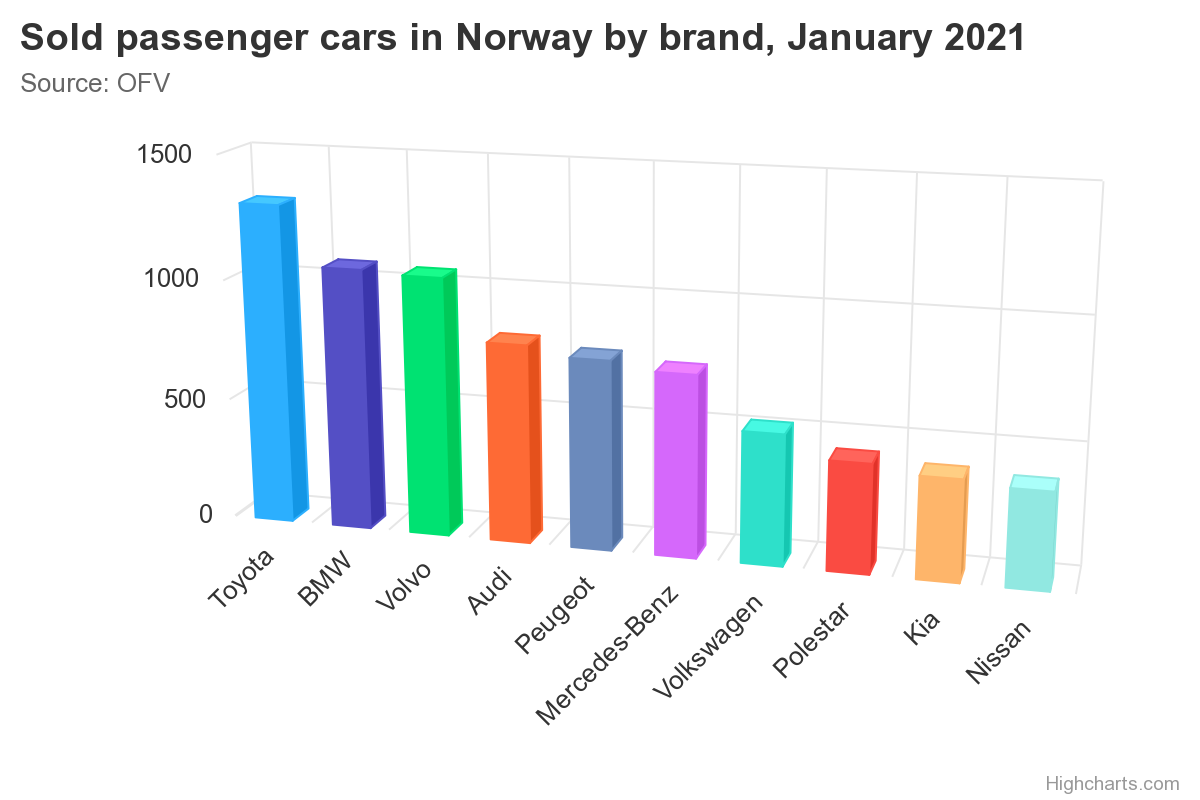 Sold passenger cars in Norway by brand, January 2021
Source: OFV
1500
1000
500
0
Toyota
BMW
Volvo
Audi
Peugeot
Mercedes-Benz
Volkswagen
Polestar
Kia
Nissan
Highcharts.com